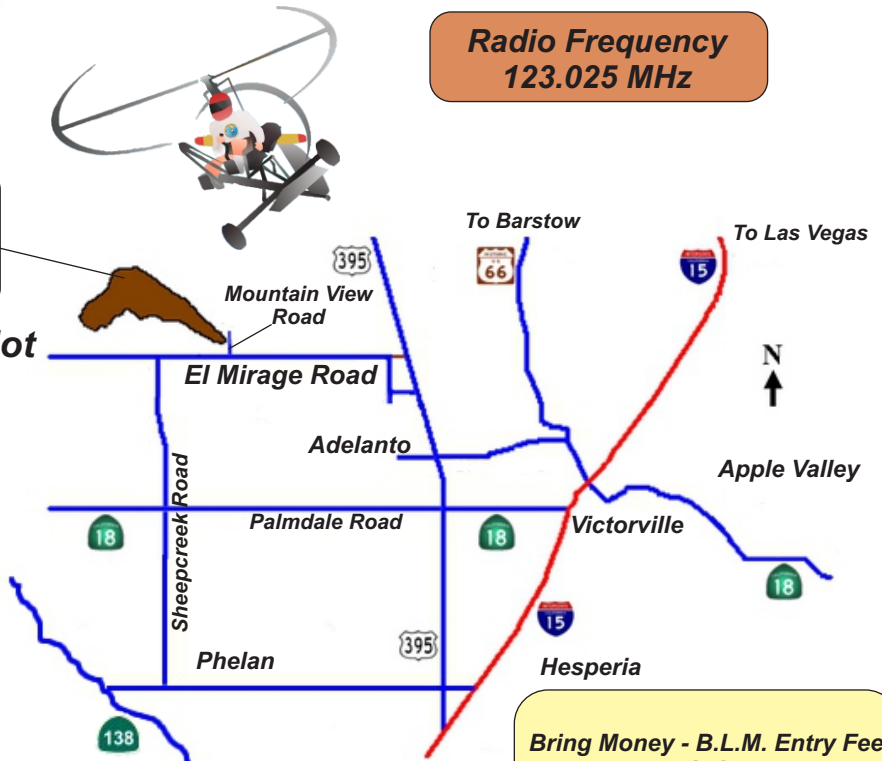 Radio Frequency
123.025 MHz
To Barstow
To Las Vegas
395
66
15
Mountain View
Road
ot
El Mirage Road
N
Adelanto
Apple Valley
Sheepcreek Road
18
Palmdale Road
18
Victorville
18
15
395
Phelan
Hesperia
138
Bring Money - B.L.M. Entry Fee